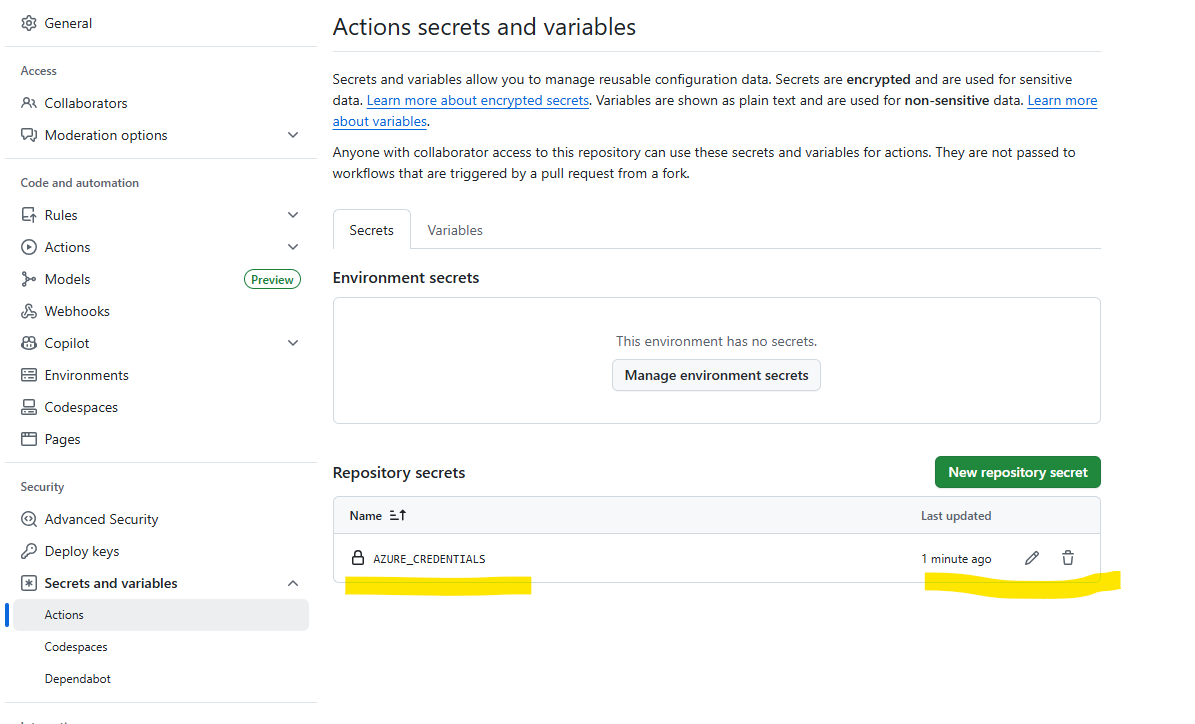 General
Access
Collaborators
Moderation options
Code and automation
Rules
Actions
Models
Preview
Webhooks
Copilot
Environments
Codespaces
Pages
Security
Advanced Security
Deploy keys
Secrets and variables
Actions
Codespaces
Dependabot
Actions secrets and variables
Secrets and variables allow you to manage reusable configuration data. Secrets are encrypted and are used for sensitive
data. Learn more about encrypted secrets. Variables are shown as plain text and are used for non-sensitive data. Learn more
about variables.
Anyone with collaborator access to this repository can use these secrets and variables for actions. They are not passed to
workflows that are triggered by a pull request from a fork.
Secrets
Variables
Environment secrets
This environment has no secrets.
Manage environment secrets
Repository secrets
New repository secret
Name
Last updated
AZURE_CREDENTIALS
1 minute ago